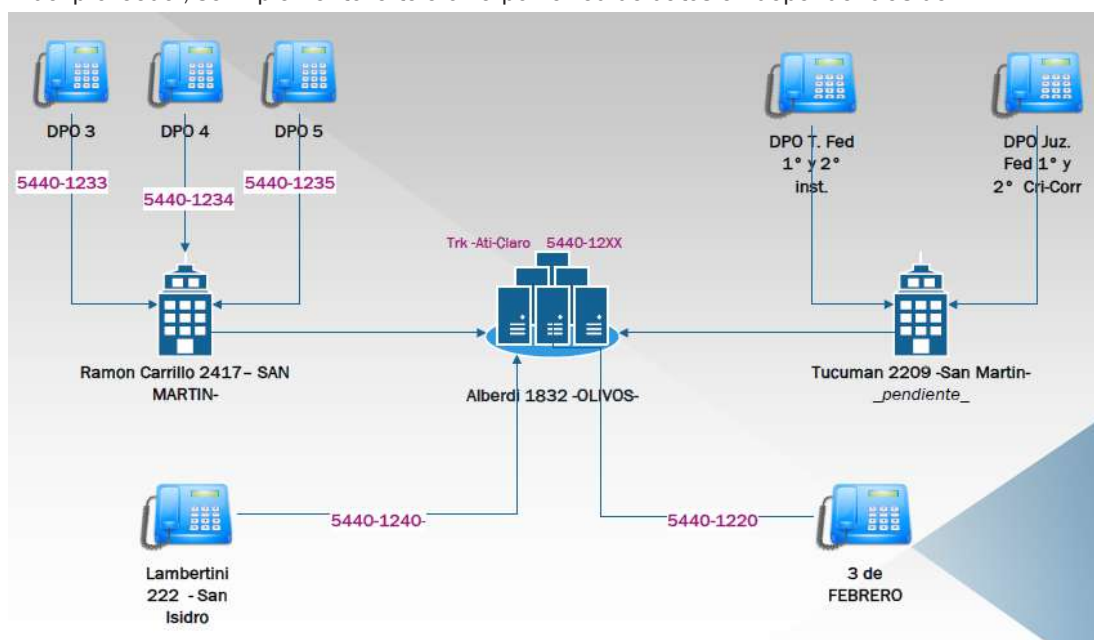 DPO 3
DPO 4
DPO 5
DPO T. Fed
1° y 2°
inst.
DPO Juz.
Fed 1° y
2° Cri-Corr
5440-1233
5440-1234
5440-1235
Trk -Ati-Claro 5440-12XX
Ramon Carrillo 2417– SAN
MARTIN-
Alberdi 1832 -OLIVOS-
Tucuman 2209 -San Martin-
_pendiente_
5440-1240-
5440-1220
Lambertini
222 - San
Isidro
3 de
FEBRERO